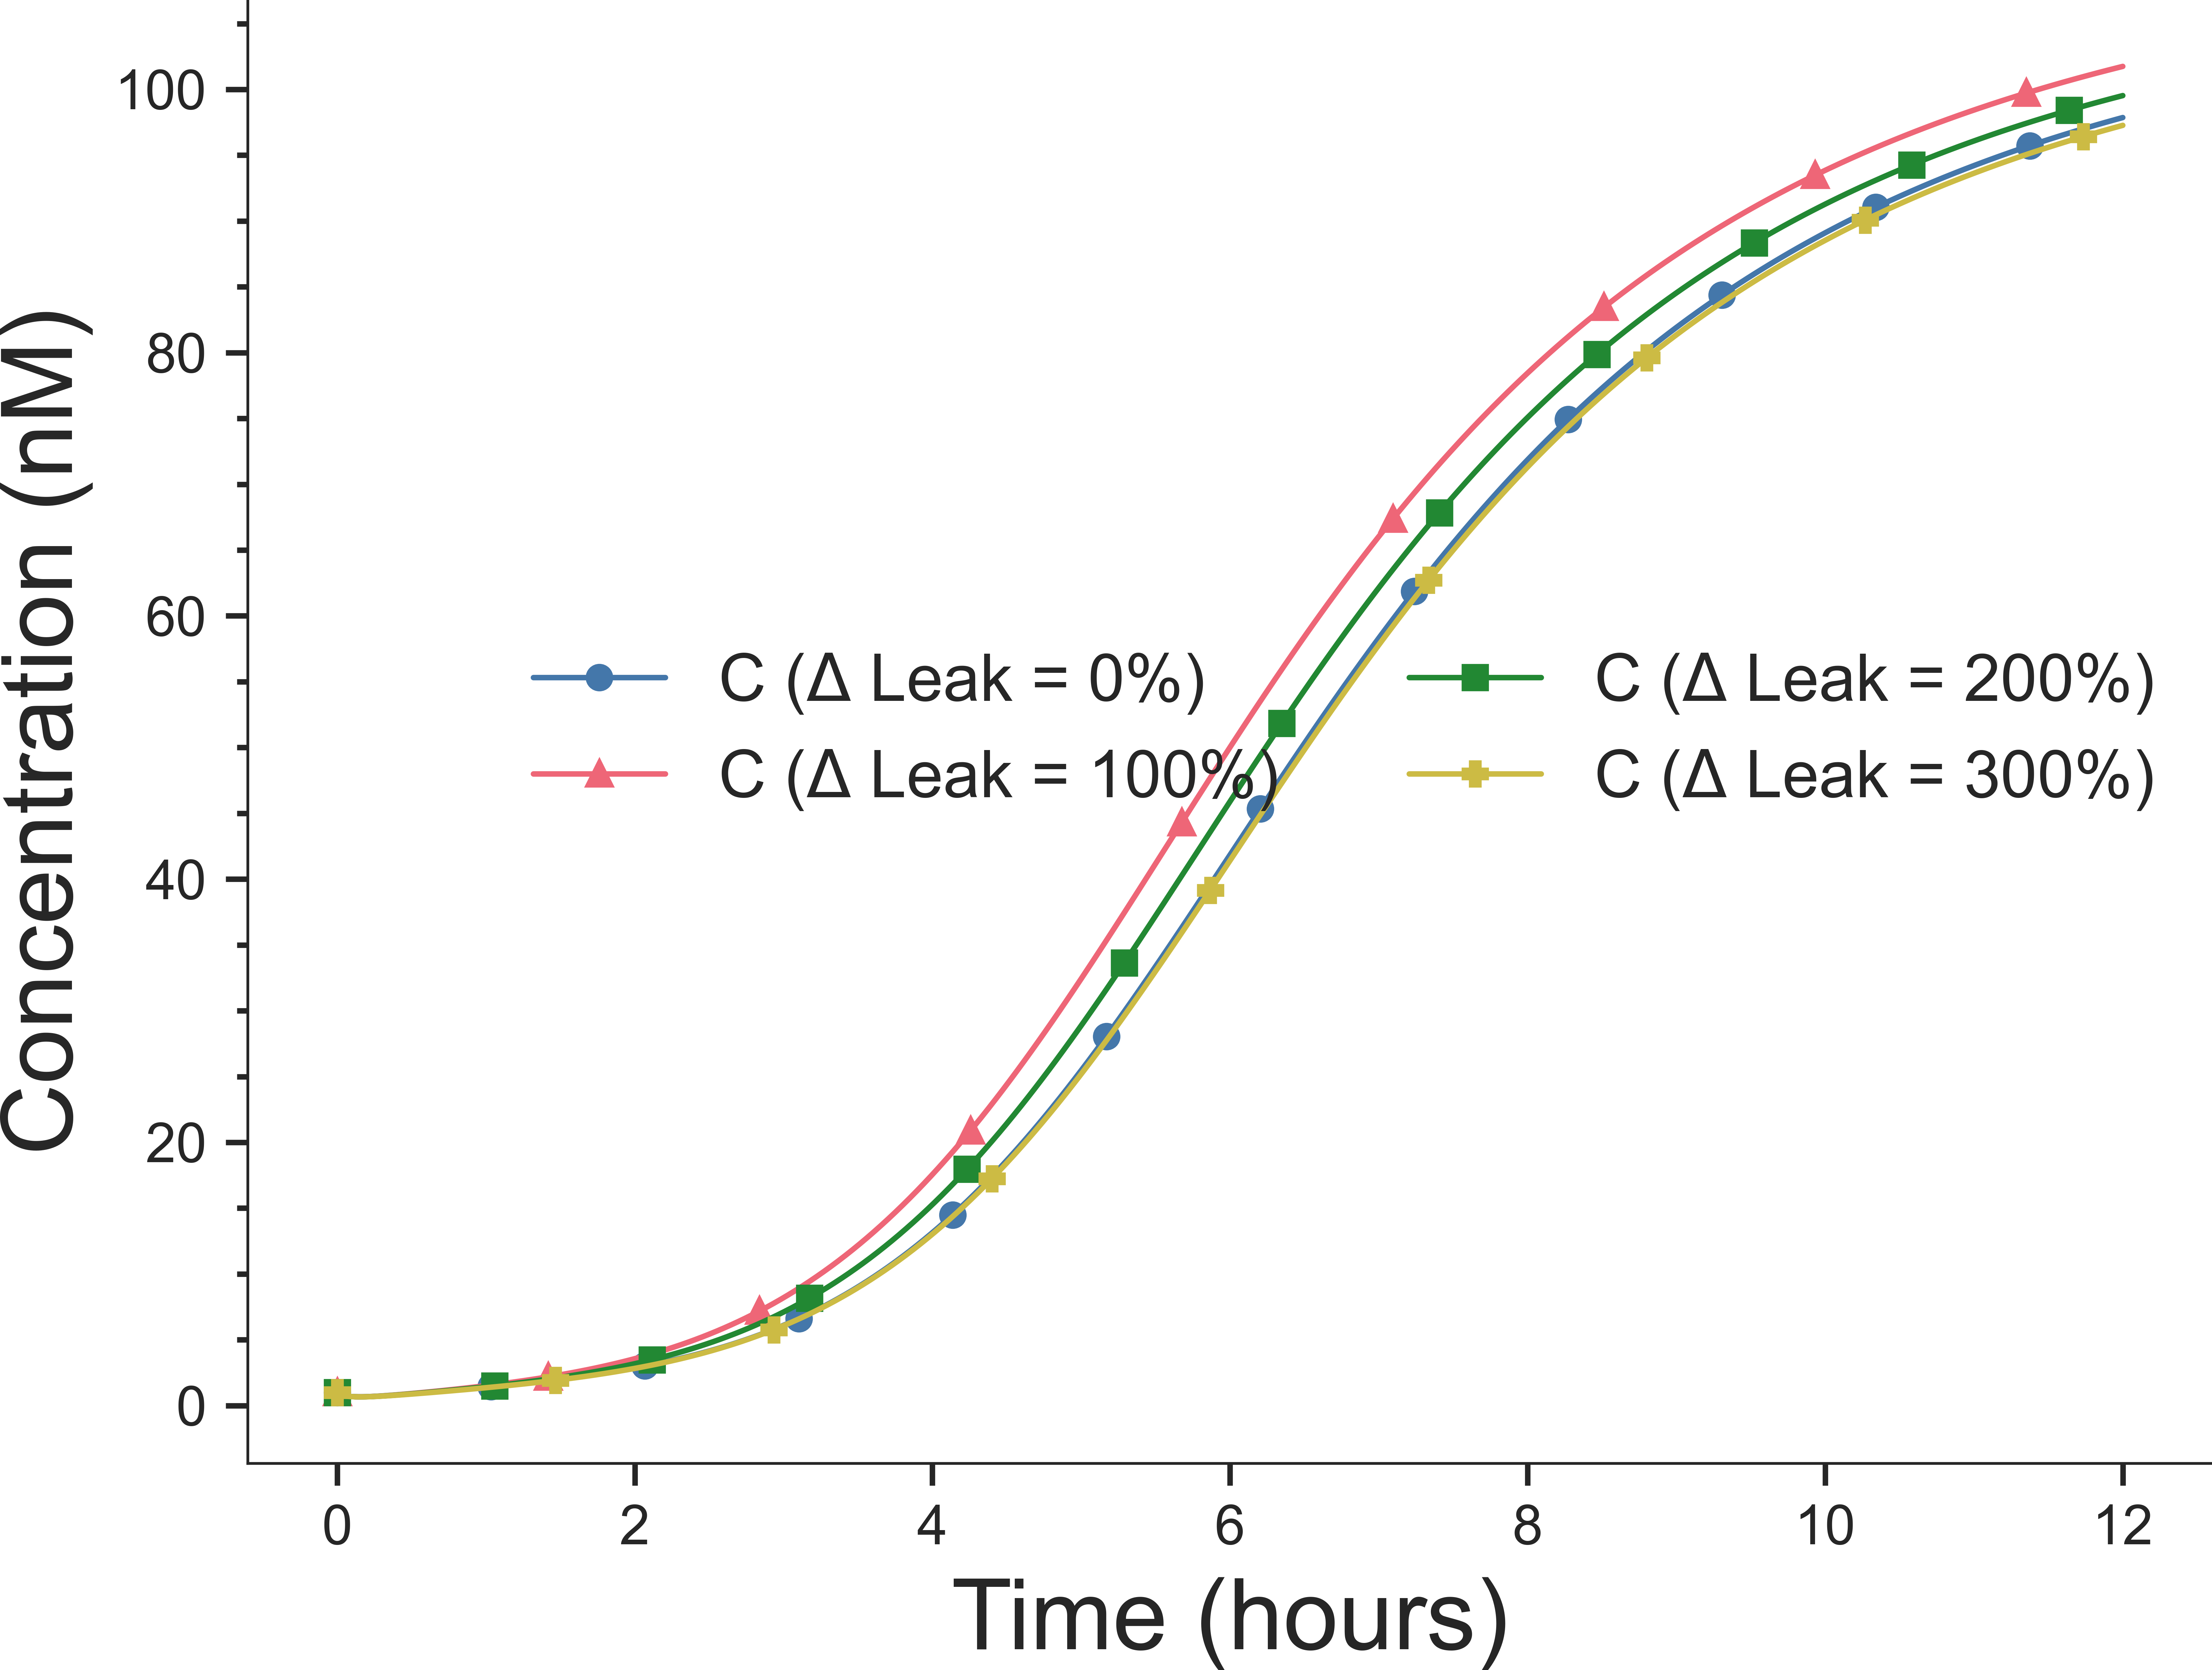 Concentration (nM)
100
80
60
40
20
0
C (Δ Leak = 0%)
C (Δ Leak = 100%)
C (Δ Leak = 200%)
C (Δ Leak = 300%)
0 2 4 6 8 10 12
Time (hours)